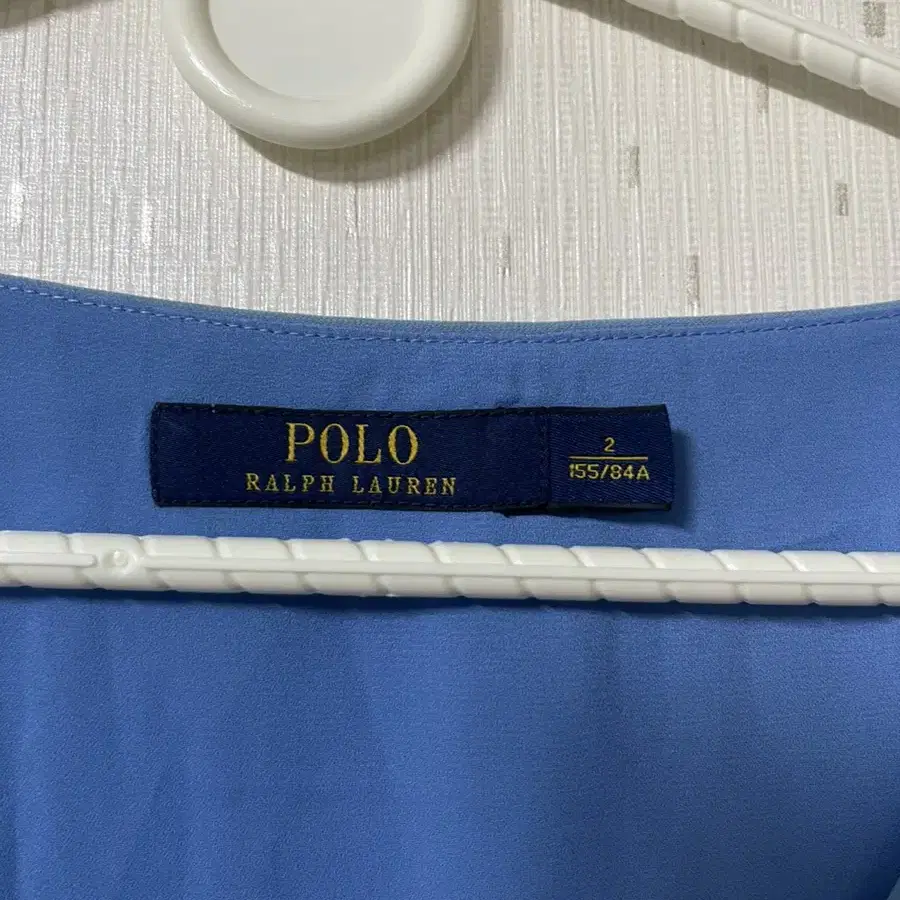 POLO
RALPH LAUREN
2
155/84A